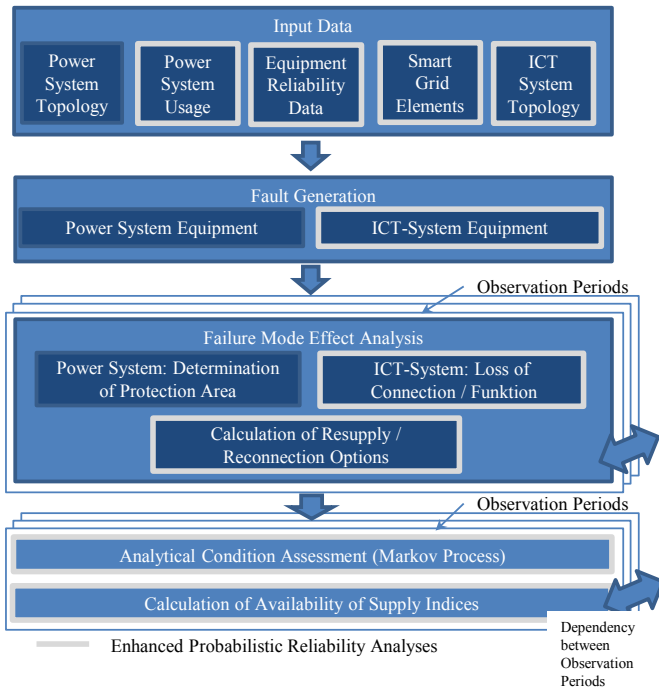 Input Data
Power
System
Topology
Power
System
Usage
Equipment
Reliability
Data
Smart
Grid
Elements
ICT
System
Topology
Fault Generation
Power System Equipment
ICT-System Equipment
Observation Periods
Failure Mode Effect Analysis
Power System: Determination
of Protection Area
ICT-System: Loss of
Connection / Funktion
Calculation of Resupply /
Reconnection Options
Observation Periods
Analytical Condition Assessment (Markov Process)
Calculation of Availability of Supply Indices
Enhanced Probabilistic Reliability Analyses
Dependency
between
Observation
Periods